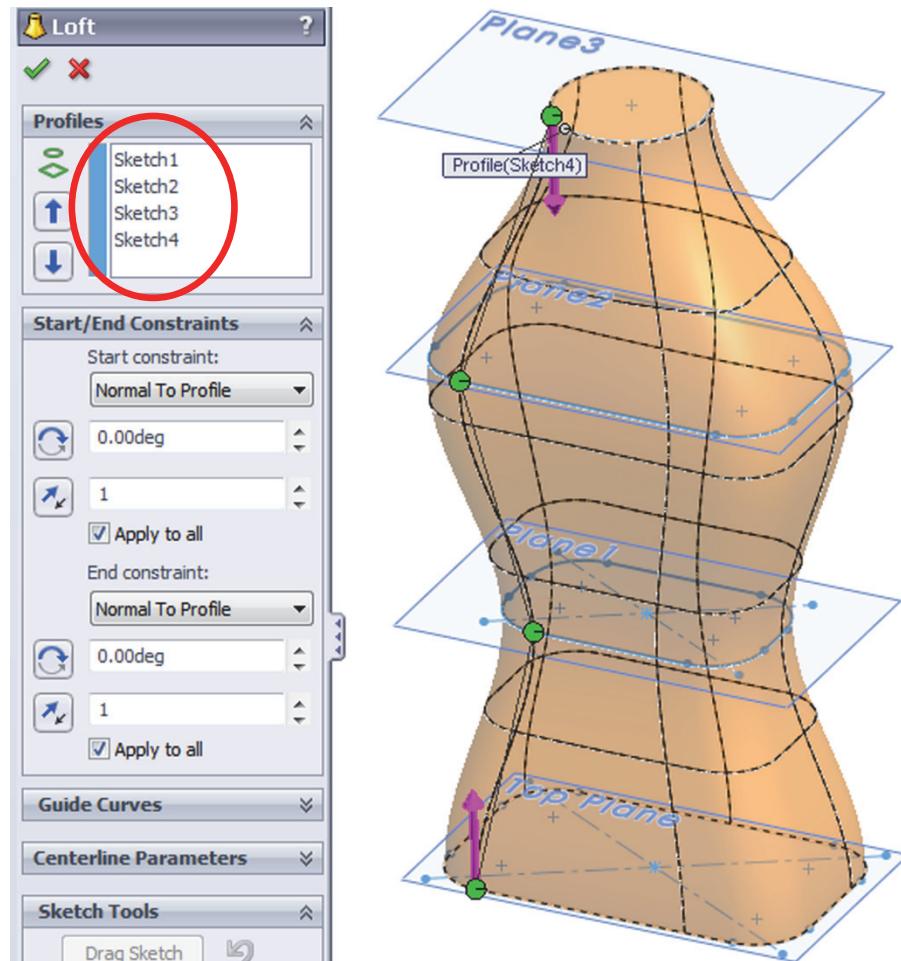 Loft ?
Profiles
Sketch1
Sketch2
Sketch3
Sketch4
Start/End Constraints
Start constraint:
Normal To Profile
0.00deg
1
Apply to all
End constraint:
Normal To Profile
0.00deg
1
Apply to all
Guide Curves
Centerline Parameters
Sketch Tools
Drag Sketch
Plane3
Profile(Sketch4)
Plane2
Plane1
Top Plane